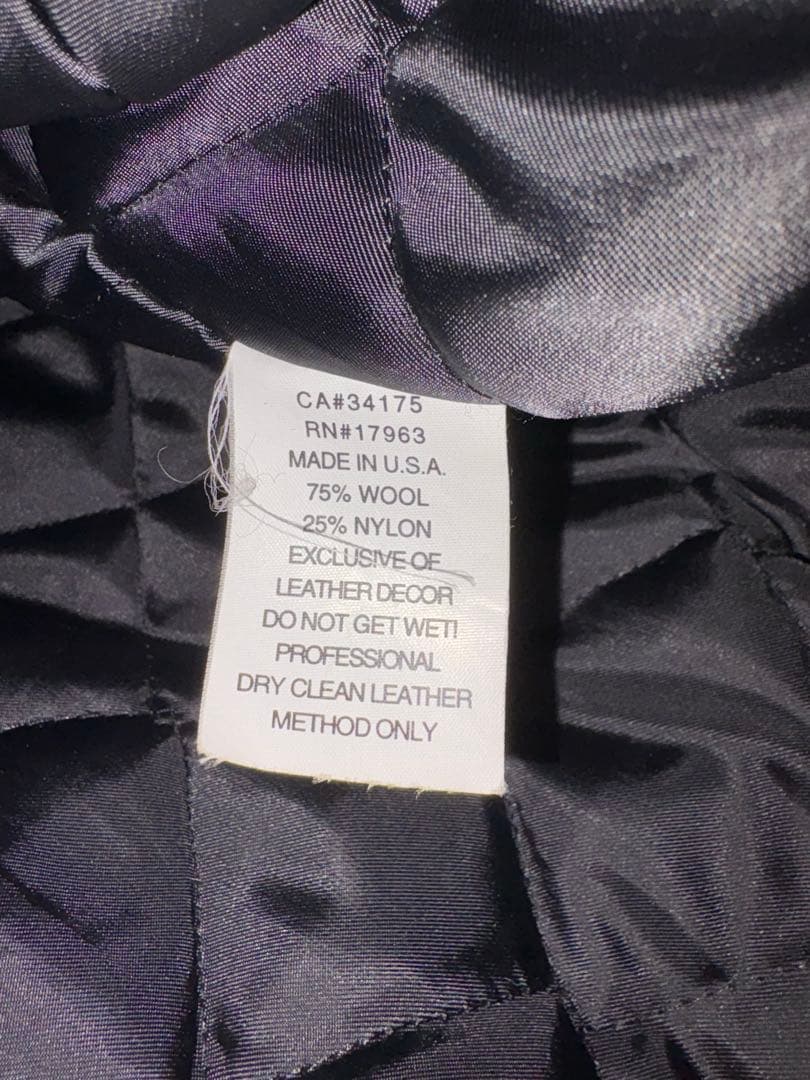 CA#34175
RN#17963
MADE IN U.S.A.
75% WOOL
25% NYLON
EXCLUSIVE OF
LEATHER DECOR
DO NOT GET WET!
PROFESSIONAL
DRY CLEAN LEATHER
METHOD ONLY